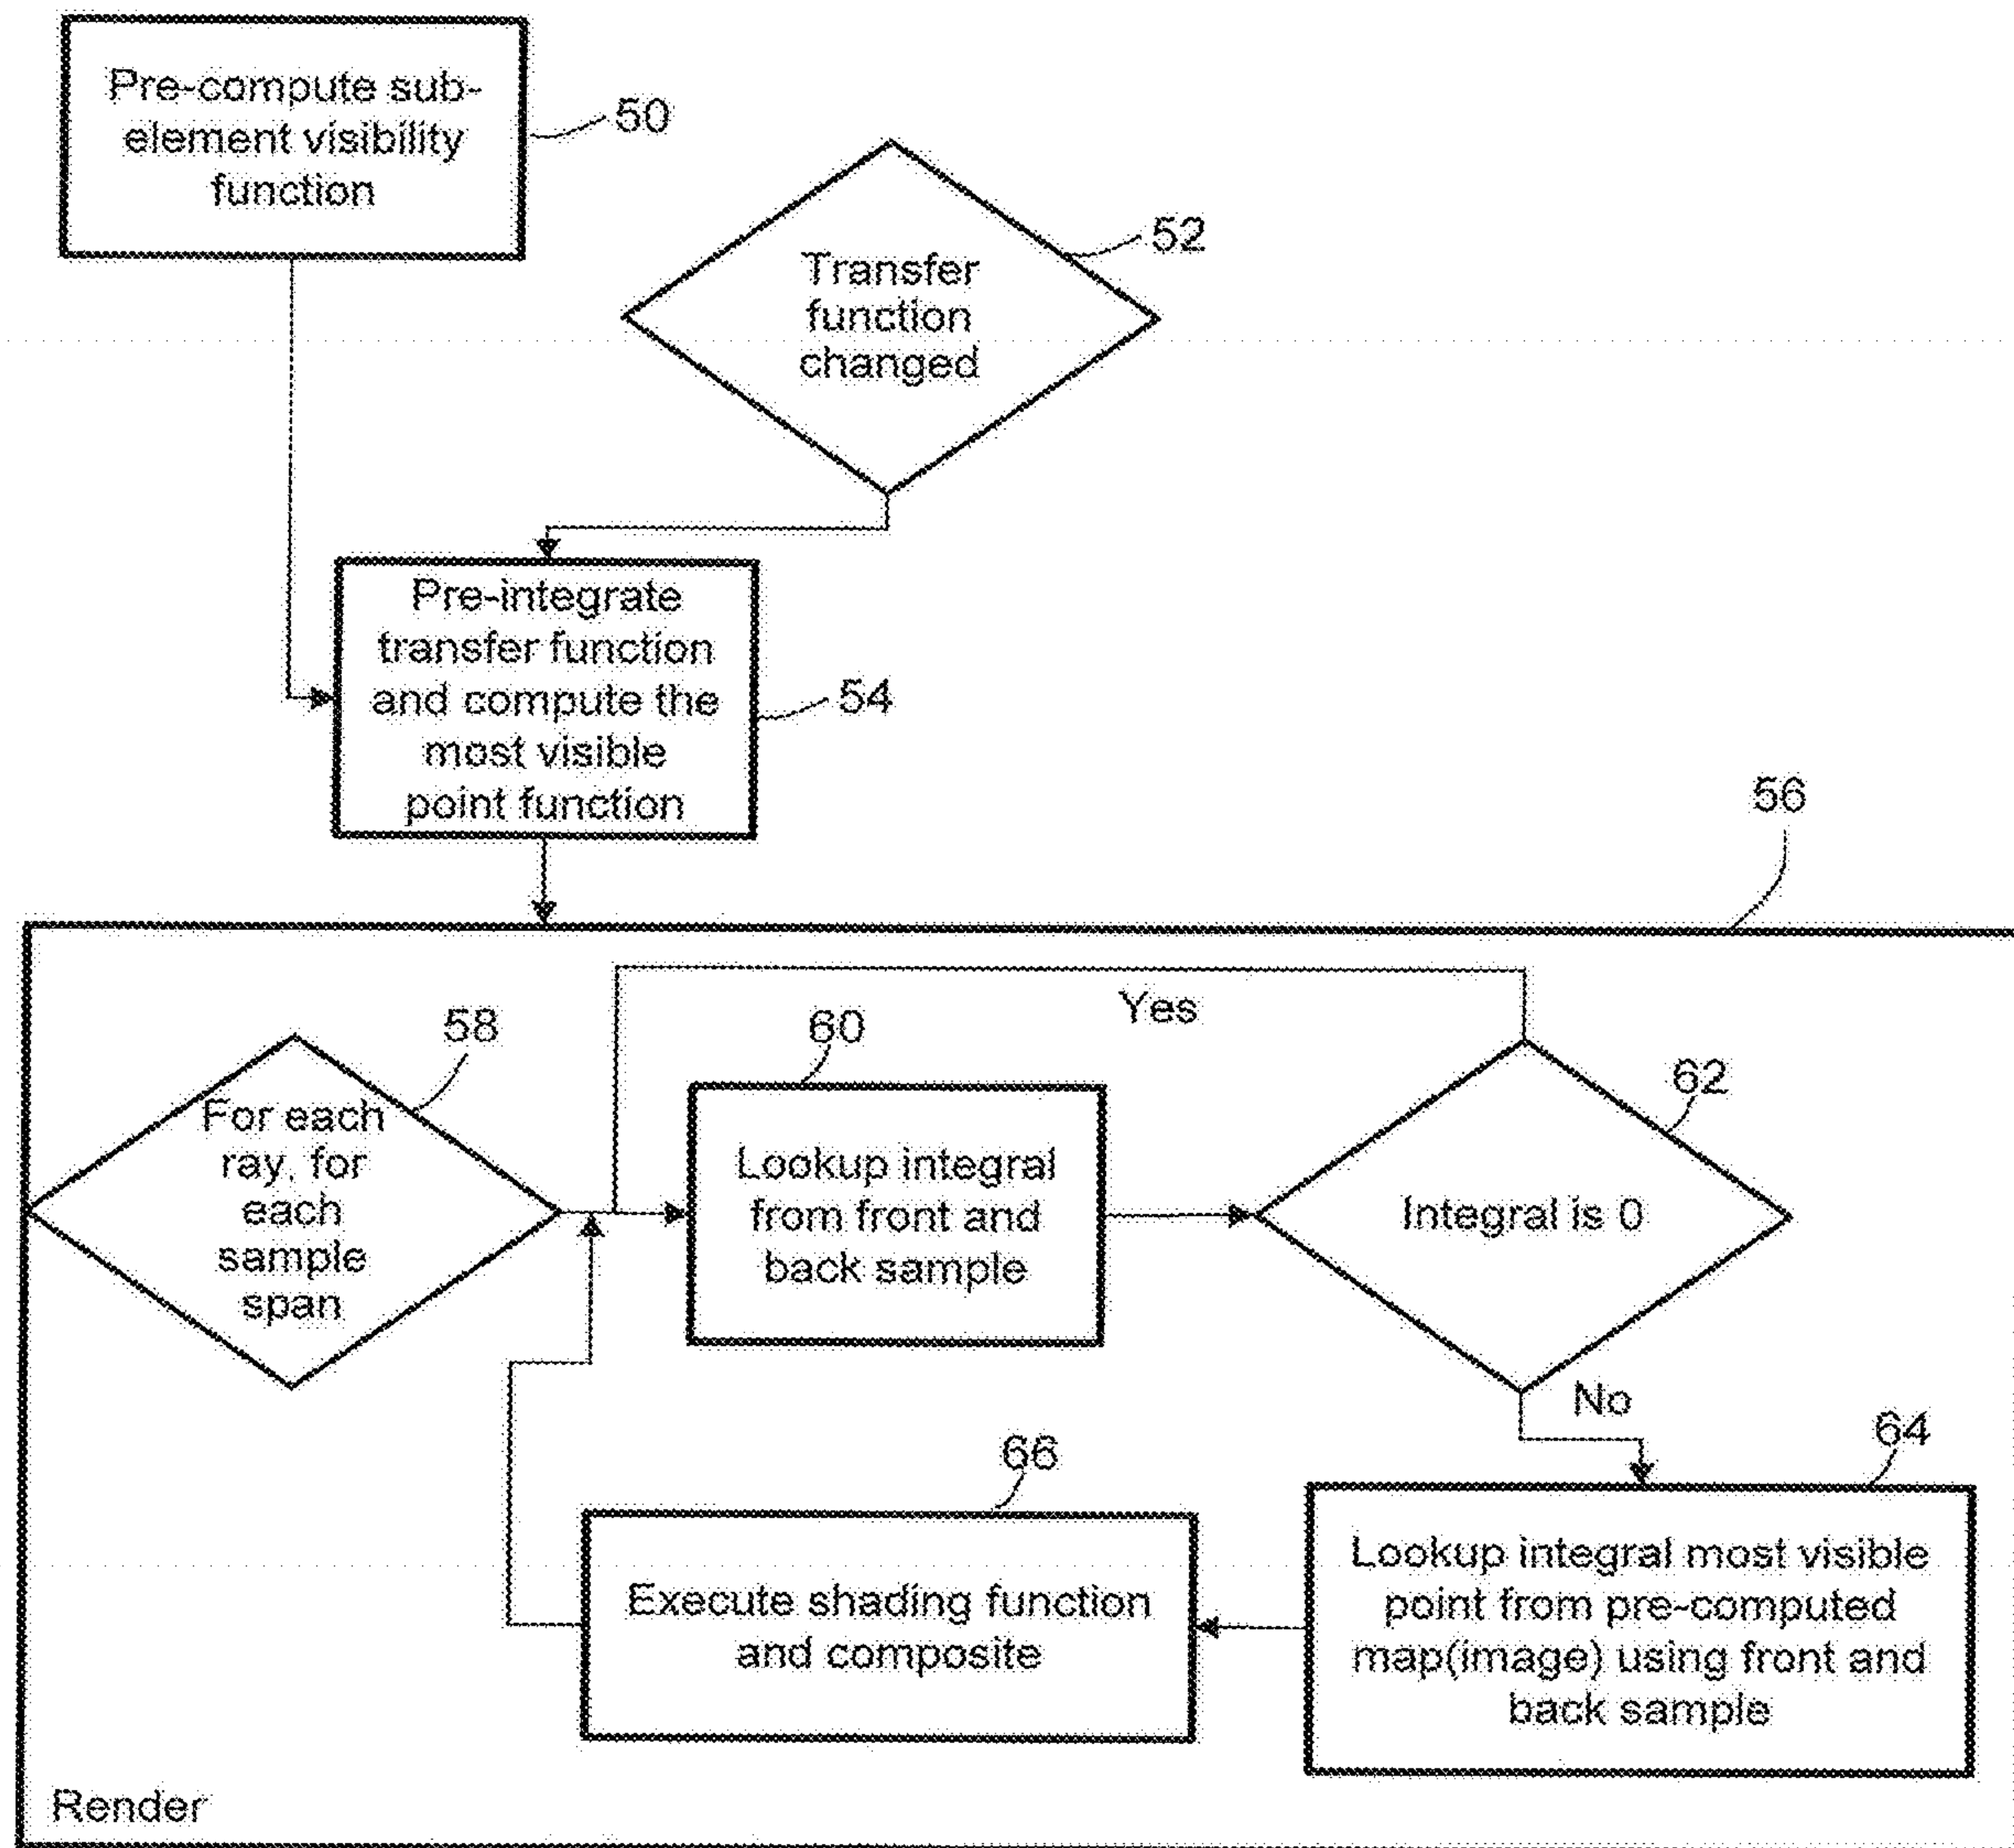 Pre-compute sub-
element visibility
function
50
52
Transfer
function
changed
Pre-integrate
transfer function
and compute the
most visible
point function
54
56
Yes
58
For each
ray, for
each
sample
span
60
Lookup integral
from front and
back sample
62
Integral is 0
No
64
Lookup integral most visible
point from pre-computed
map(image) using front and
back sample
66
Execute shading function
and composite
Render